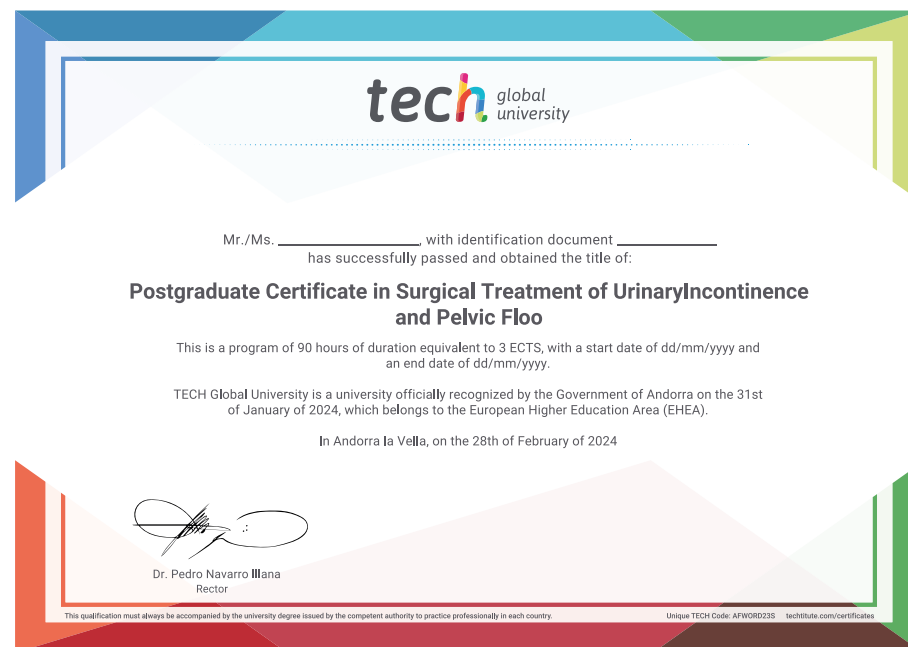 tech global university
Mr./Ms. ____________________, with identification document ______________
has successfully passed and obtained the title of:
Postgraduate Certificate in Surgical Treatment of UrinaryIncontinence
and Pelvic Floo
This is a program of 90 hours of duration equivalent to 3 ECTS, with a start date of dd/mm/yyyy and
an end date of dd/mm/yyyy.
TECH Global University is a university officially recognized by the Government of Andorra on the 31st
of January of 2024, which belongs to the European Higher Education Area (EHEA).
In Andorra la Vella, on the 28th of February of 2024
Dr. Pedro Navarro Illana
Rector
This qualification must always be accompanied by the university degree issued by the competent authority to practice professionally in each country.
Unique TECH Code: AFWORD23S techtitute.com/certificates